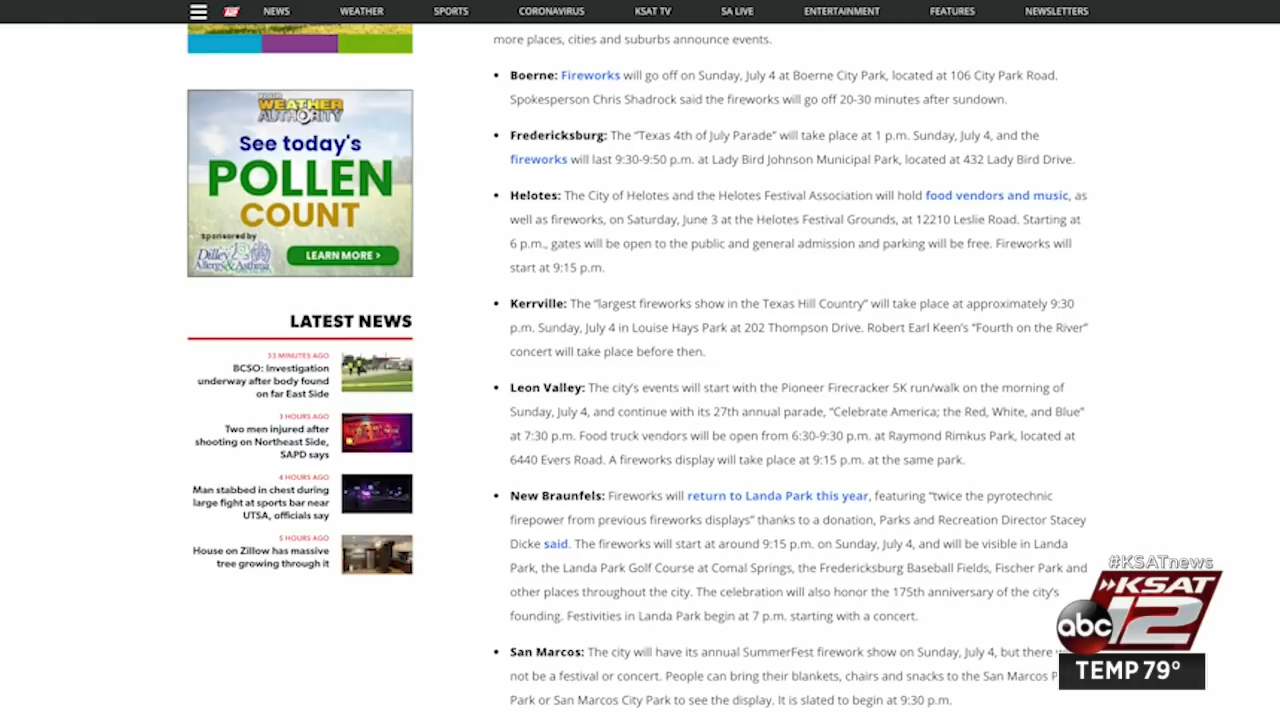 NEWS
WEATHER
SPORTS
CORONAVIRUS
KSAT TV
SA LIVE
ENTERTAINMENT
FEATURES
NEWSLETTERS
WEATHER
AUTHORITY
See today's
POLLEN
COUNT
Sponsored by
Dilley
Allergy & Asthma
LEARN MORE >
LATEST NEWS
33 MINUTES AGO
BCSO: Investigation
underway after body found
on far East Side
3 HOURS AGO
Two men injured after
shooting on Northeast Side,
SAPD says
4 HOURS AGO
Man stabbed in chest during
large fight at sports bar near
UTSA, officials say
5 HOURS AGO
House on Zillow has massive
tree growing through it
more places, cities and suburbs announce events.
• Boerne: Fireworks will go off on Sunday, July 4 at Boerne City Park, located at 106 City Park Road.
Spokesperson Chris Shadrock said the fireworks will go off 20-30 minutes after sundown.
• Fredericksburg: The “Texas 4th of July Parade” will take place at 1 p.m. Sunday, July 4, and the
fireworks will last 9:30-9:50 p.m. at Lady Bird Johnson Municipal Park, located at 432 Lady Bird Drive.
• Helotes: The City of Helotes and the Helotes Festival Association will hold food vendors and music, as
well as fireworks, on Saturday, June 3 at the Helotes Festival Grounds, at 12210 Leslie Road. Starting at
6 p.m., gates will be open to the public and general admission and parking will be free. Fireworks will
start at 9:15 p.m.
• Kerrville: The “largest fireworks show in the Texas Hill Country” will take place at approximately 9:30
p.m. Sunday, July 4 in Louise Hays Park at 202 Thompson Drive. Robert Earl Keen's “Fourth on the River”
concert will take place before then.
• Leon Valley: The city's events will start with the Pioneer Firecracker 5K run/walk on the morning of
Sunday, July 4, and continue with its 27th annual parade, “Celebrate America; the Red, White, and Blue”
at 7:30 p.m. Food truck vendors will be open from 6:30-9:30 p.m. at Raymond Rimkus Park, located at
6440 Evers Road. A fireworks display will take place at 9:15 p.m. at the same park.
• New Braunfels: Fireworks will return to Landa Park this year, featuring “twice the pyrotechnic
firepower from previous fireworks displays” thanks to a donation, Parks and Recreation Director Stacey
Dicke said. The fireworks will start at around 9:15 p.m. on Sunday, July 4, and will be visible in Landa
Park, the Landa Park Golf Course at Comal Springs, the Fredericksburg Baseball Fields, Fischer Park and
other places throughout the city. The celebration will also honor the 175th anniversary of the city's
founding. Festivities in Landa Park begin at 7 p.m. starting with a concert.
• San Marcos: The city will have its annual SummerFest firework show on Sunday, July 4, but there
not be a festival or concert. People can bring their blankets, chairs and snacks to the San Marcos
Park or San Marcos City Park to see the display. It is slated to begin at 9:30 p.m.
#KSATnews
KSAT
abc 12
TEMP 79°